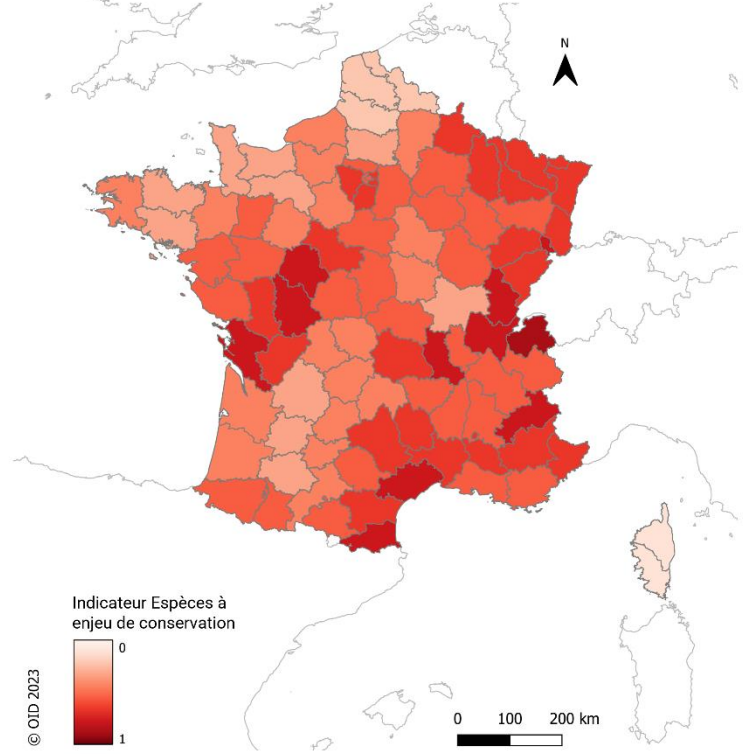 N
Indicateur Espèces à
enjeu de conservation
0
1
© OID 2023
0 100 200 km